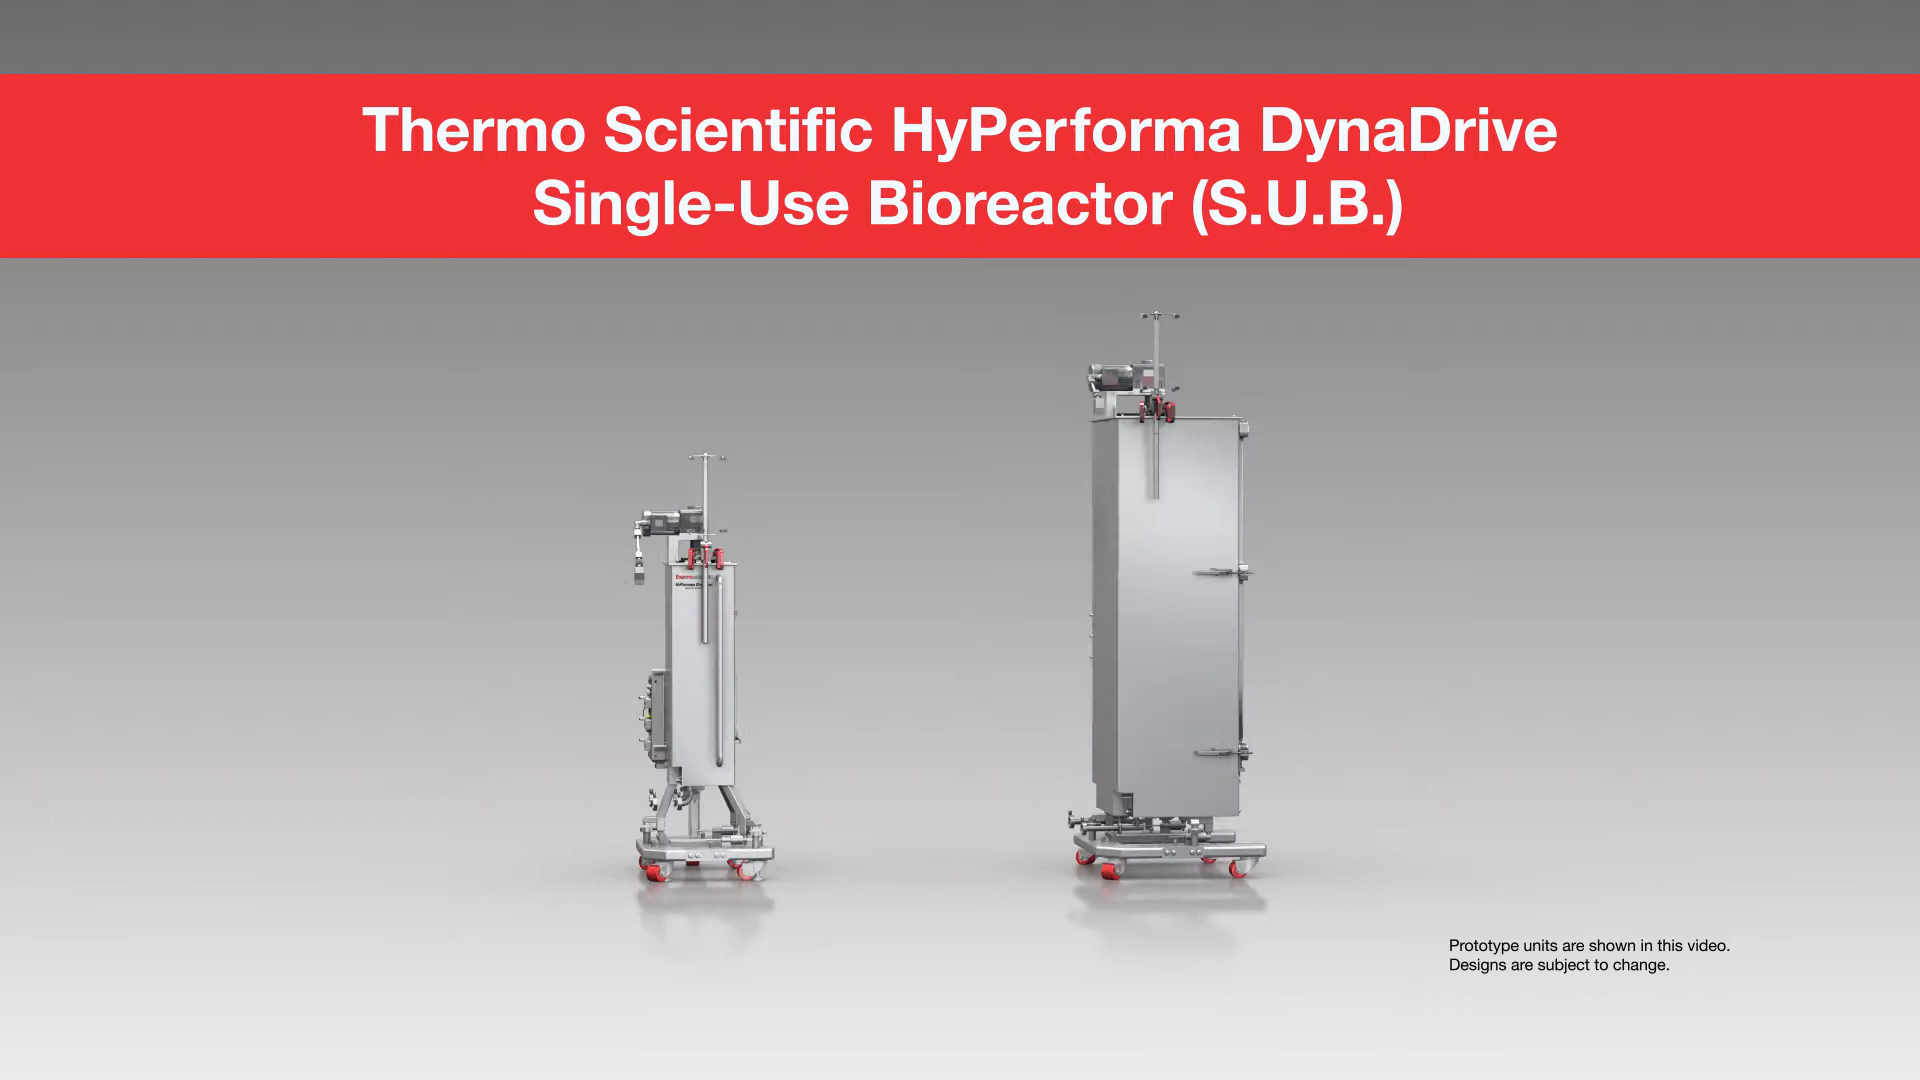 Thermo Scientific HyPerforma DynaDrive
Single-Use Bioreactor (S.U.B.)
Prototype units are shown in this video.
Designs are subject to change.